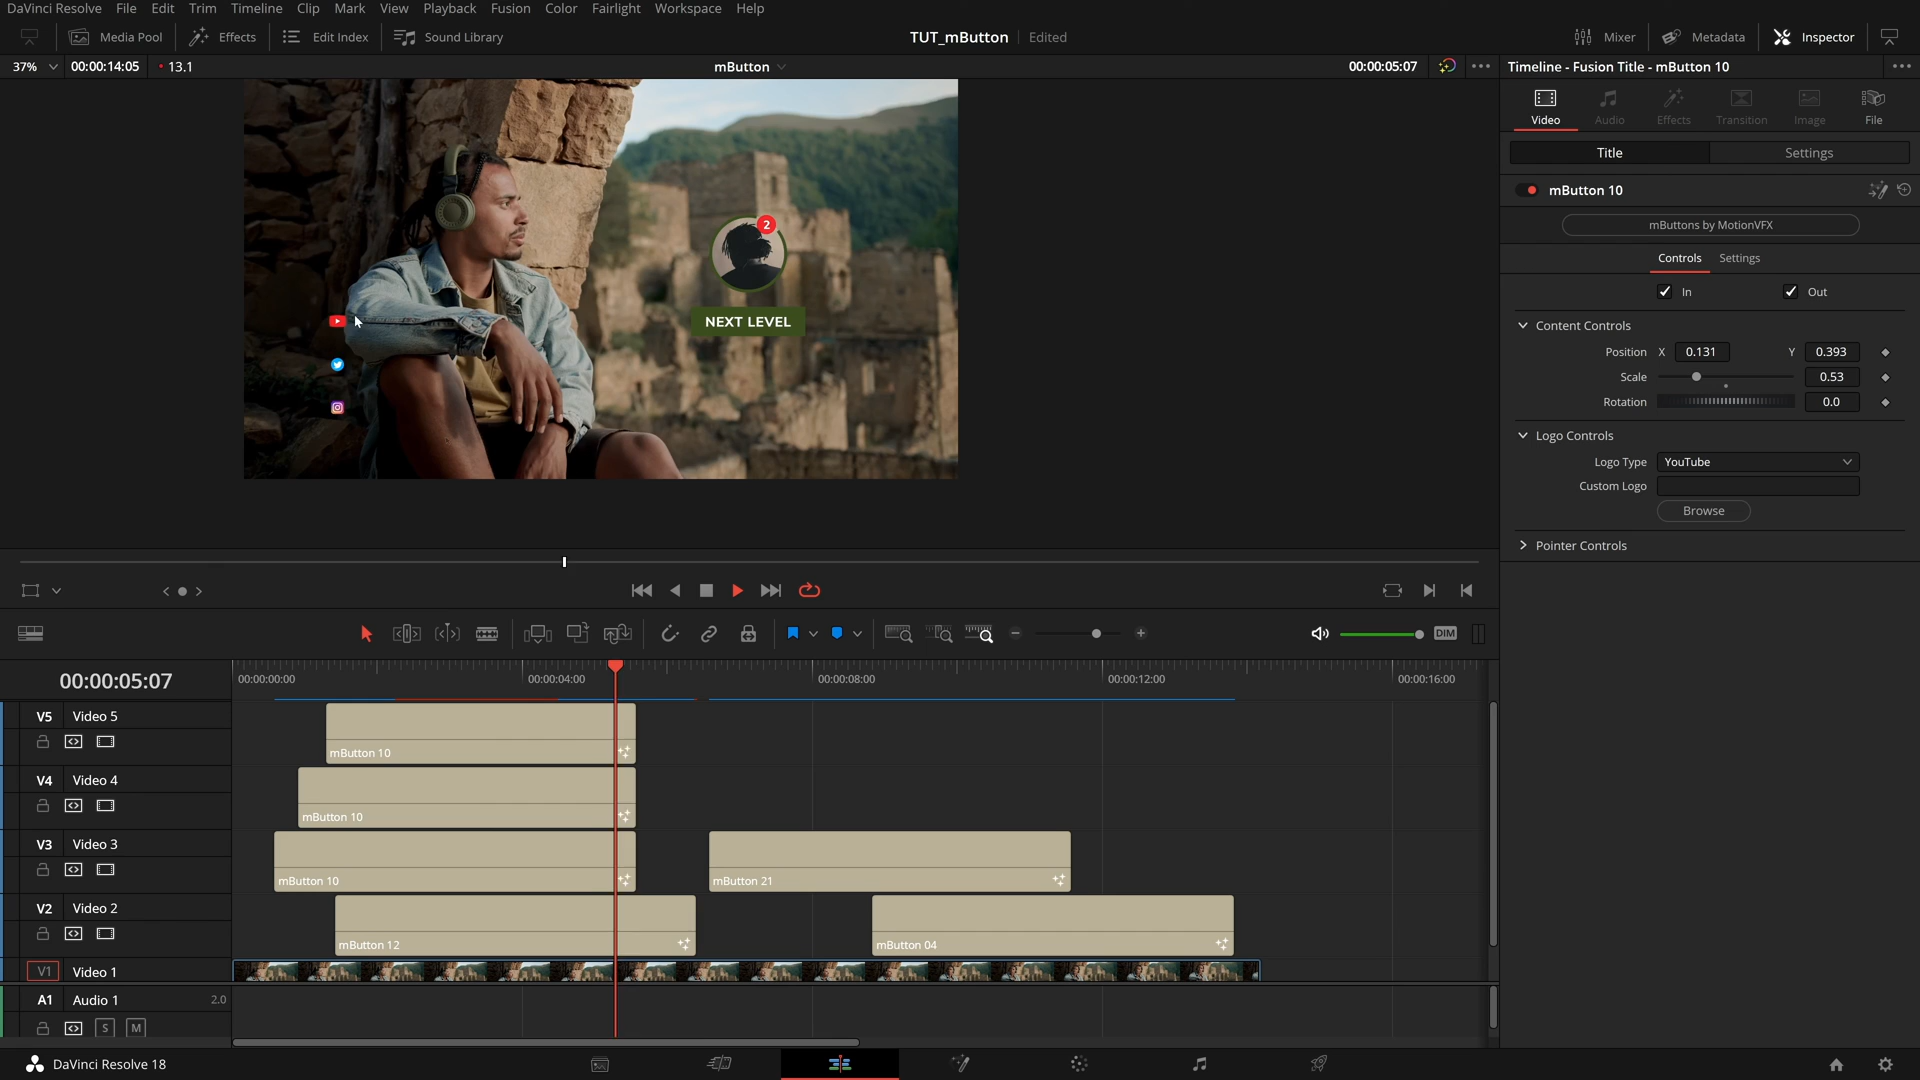 DaVinci Resolve File Edit Trim Timeline Clip Mark View Playback Fusion Color Fairlight Workspace Help
Media Pool Effects Edit Index Sound Library TUT_mButton Edited Mixer Metadata Inspector
37% 00:00:14:05 13.1 mButton 00:00:05:07 Timeline - Fusion Title - mButton 10
Video Audio Effects Transition Image File
Title Settings
mButton 10
mButtons by MotionVFX
Controls Settings
In Out
Content Controls
Position X 0.131 Y 0.393
Scale 0.53
Rotation 0.0
Logo Controls
Logo Type YouTube
Custom Logo
Browse
Pointer Controls
2
NEXT LEVEL
DIM
00:00:05:07 00:00:00:00 00:00:04:00 00:00:08:00 00:00:12:00 00:00:16:00
V5 Video 5
mButton 10
V4 Video 4
mButton 10
V3 Video 3
mButton 10 mButton 21
V2 Video 2
mButton 12 mButton 04
V1 Video 1
A1 Audio 1 2.0
S M
DaVinci Resolve 18